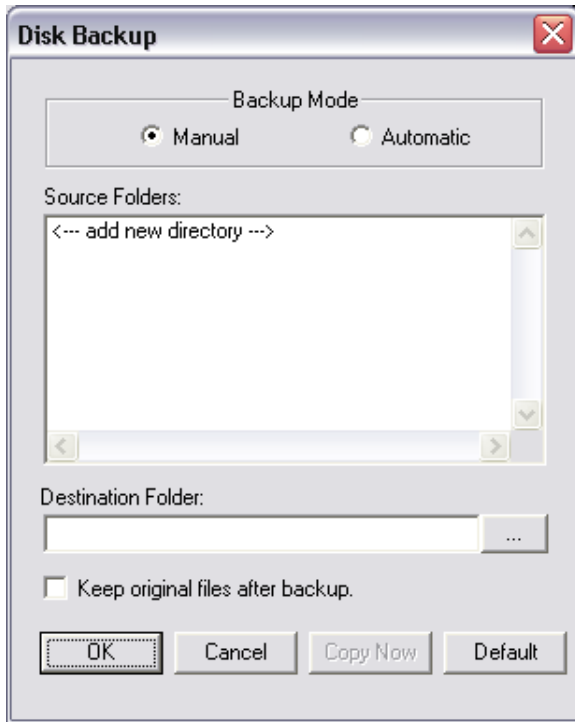 Disk Backup
Backup Mode
Manual Automatic
Source Folders:
<--- add new directory --->
Destination Folder:
...
Keep original files after backup.
OK Cancel Copy Now Default